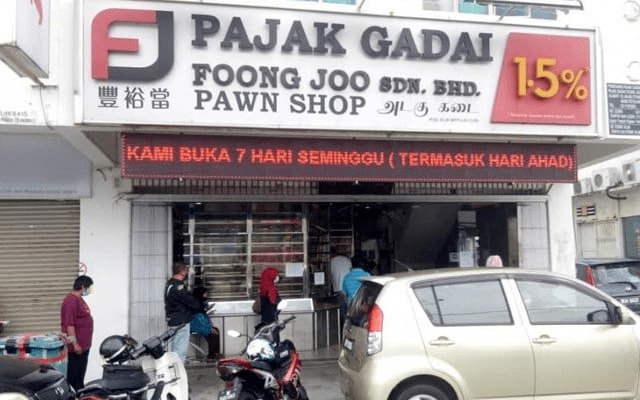 FJ
PAJAK GADAI
FOONG JOO SDN. BHD.
豐裕當
PAWN SHOP அடகு கடை
1.5%
KAMI BUKA 7 HARI SEMINGGU ( TERMASUK HARI AHAD)